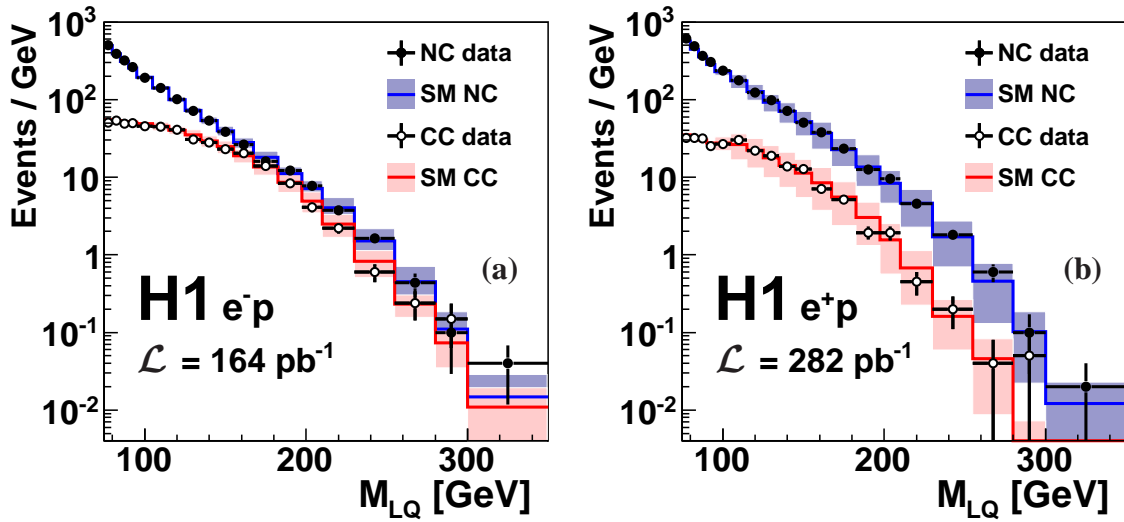 Events / GeV
10³
10²
10
1
10⁻¹
10⁻²
NC data
SM NC
CC data
SM CC
(a)
H1 e⁻p
ℒ = 164 pb⁻¹
100 200 300
M_LQ [GeV]
Events / GeV
10³
10²
10
1
10⁻¹
10⁻²
NC data
SM NC
CC data
SM CC
(b)
H1 e⁺p
ℒ = 282 pb⁻¹
100 200 300
M_LQ [GeV]